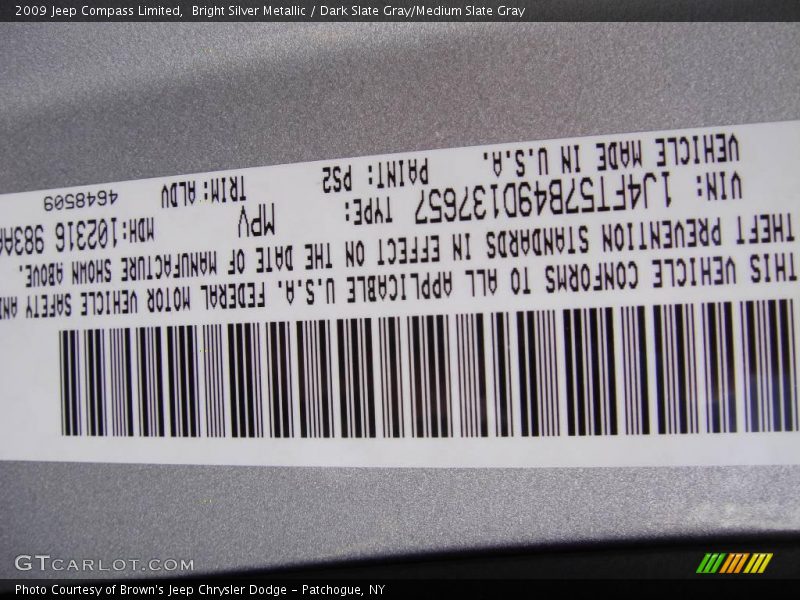 2009 Jeep Compass Limited,  Bright Silver Metallic / Dark Slate Gray/Medium Slate Gray
THIS VEHICLE CONFORMS TO ALL APPLICABLE U.S.A. FEDERAL MOTOR VEHICLE SAFETY AND
THEFT PREVENTION STANDARDS IN EFFECT ON THE DATE OF MANUFACTURE SHOWN ABOVE.
VIN: 1J4FT57B49D137657 TYPE: MPV MDH:102316 983AA
VEHICLE MADE IN U.S.A. PAINT: PS2 TRIM: ALDV 4648509
GTCARLOT.COM
Photo Courtesy of Brown's Jeep Chrysler Dodge - Patchogue, NY